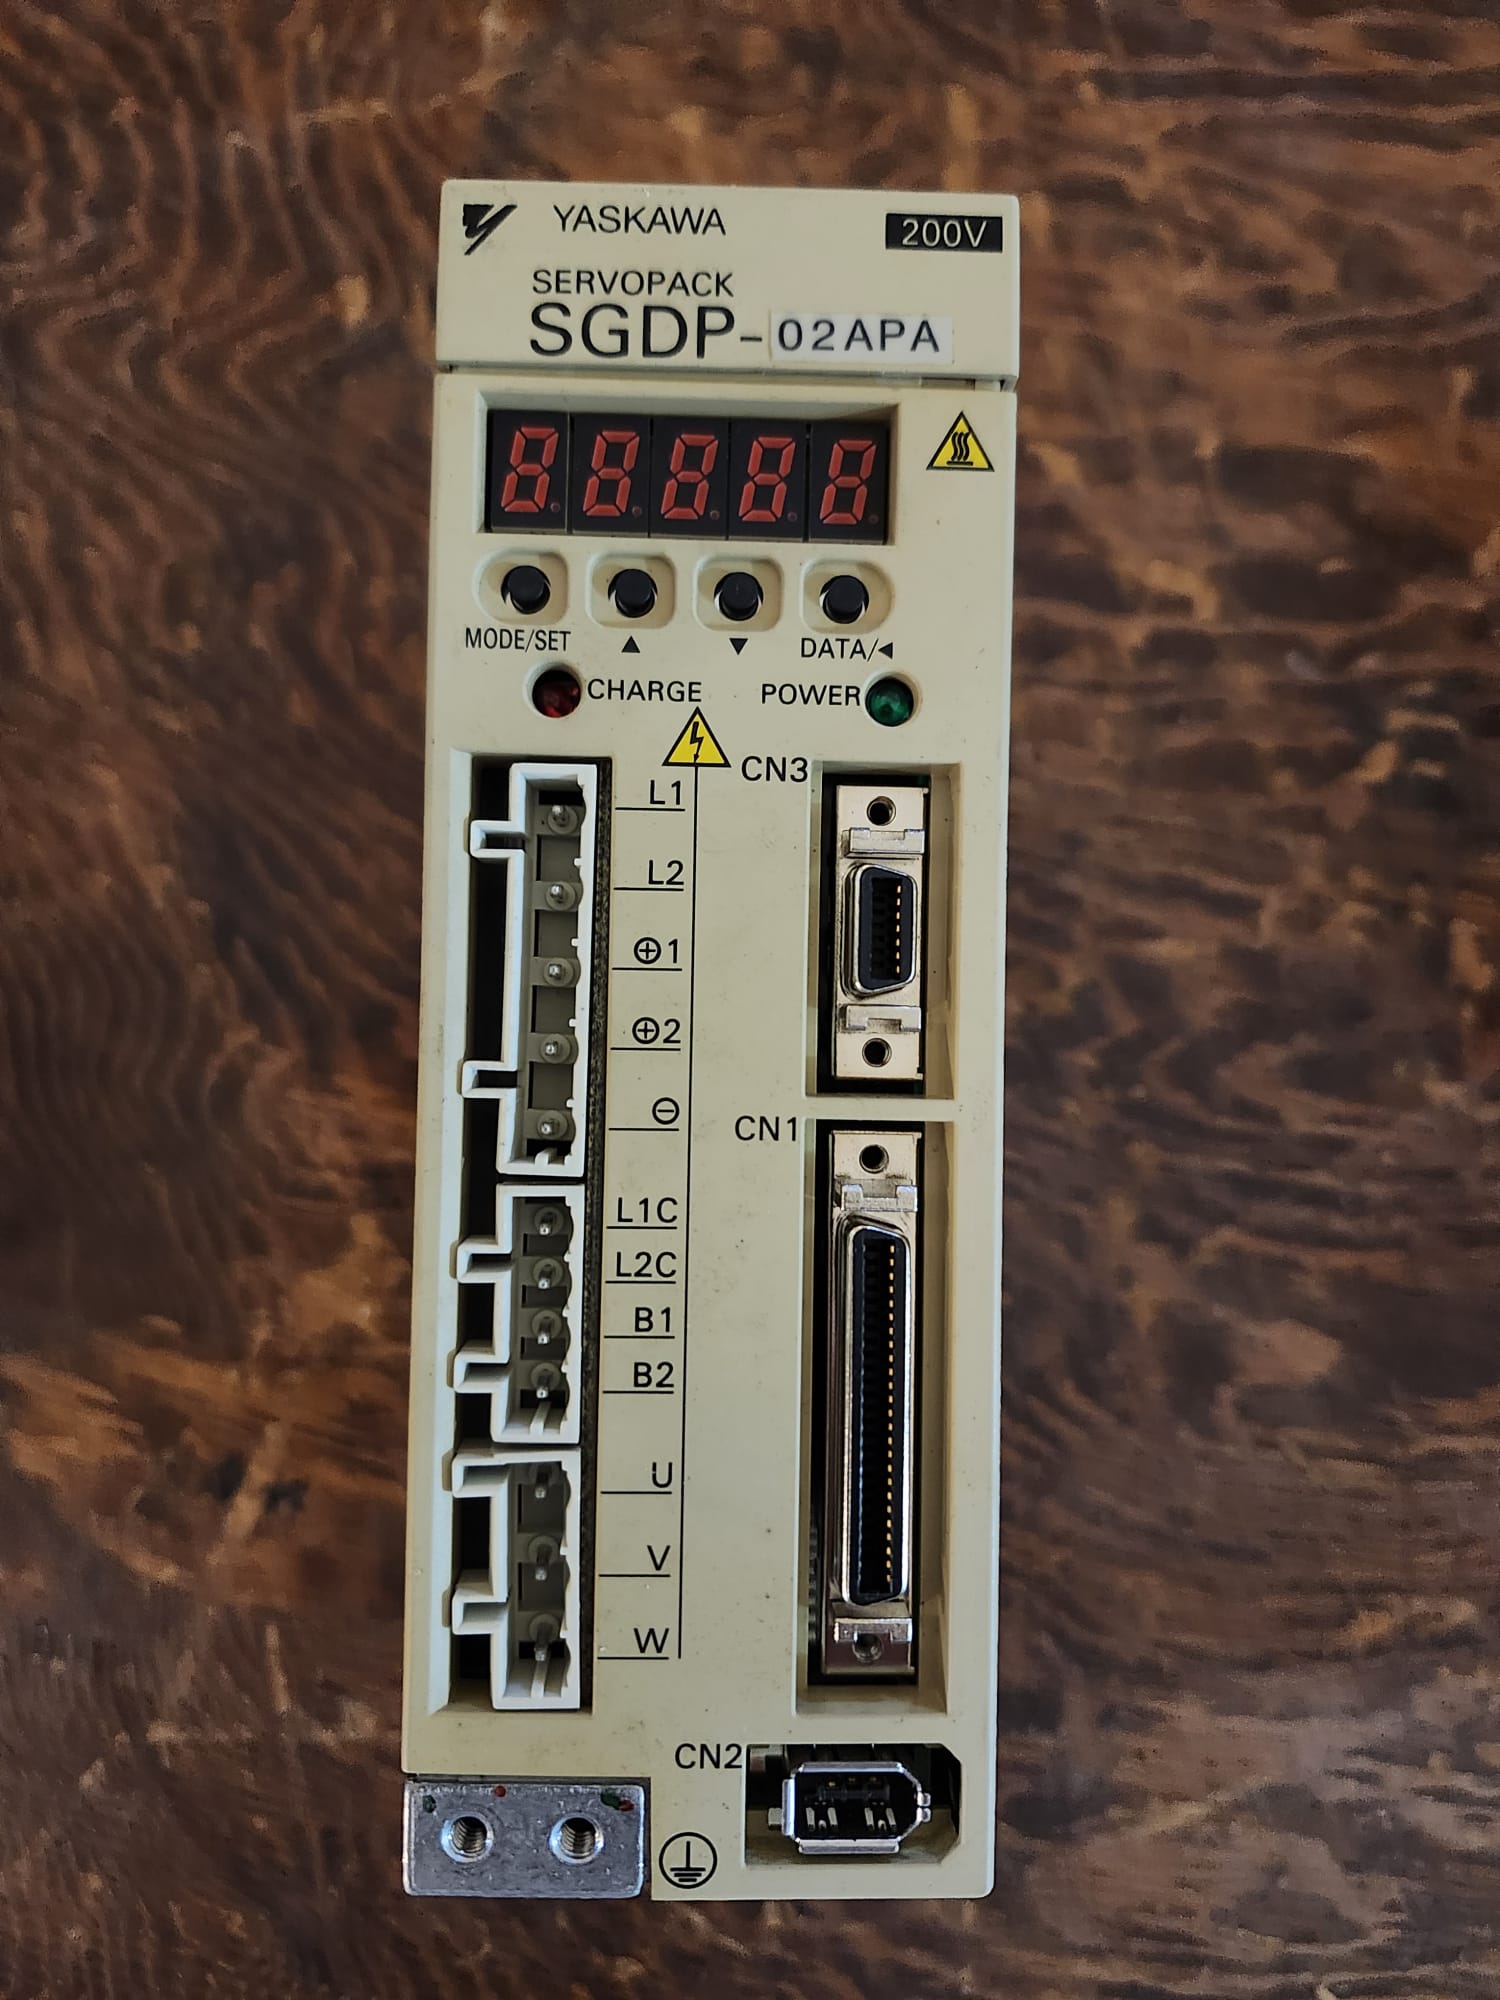 YASKAWA
200V
SERVOPACK
SGDP-02APA
MODE/SET ▲ ▼ DATA/◀
CHARGE POWER
CN3
L1
L2
⊕1
⊕2
⊖
CN1
L1C
L2C
B1
B2
U
V
W
CN2